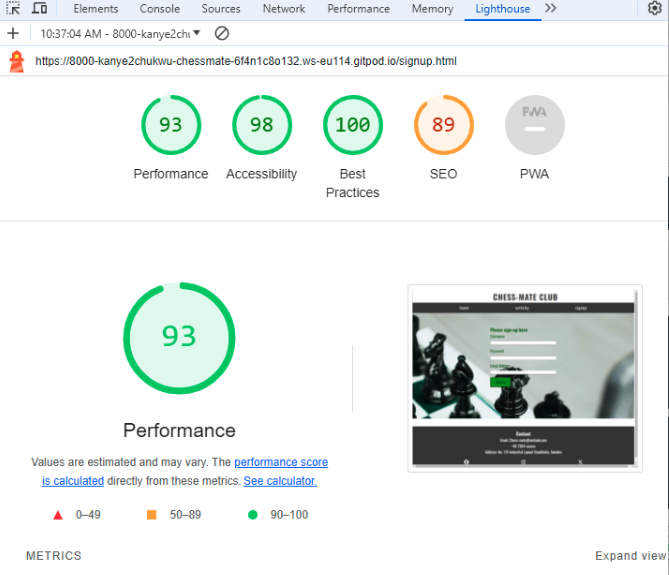 Elements Console Sources Network Performance Memory Lighthouse
10:37:04 AM - 8000-kanye2chu
https://8000-kanye2chukwu-chessmate-6f4n1c8o132.ws-eu114.gitpod.io/signup.html
93 98 100 89 PWA
Performance Accessibility Best Practices SEO PWA
93
CHESS-MATE CLUB
home activity signup
Please sign-up here
Username
Password
Email Address
Performance
Values are estimated and may vary. The performance score
is calculated directly from these metrics. See calculator.
Contact
0–49 50–89 90–100
METRICS Expand view